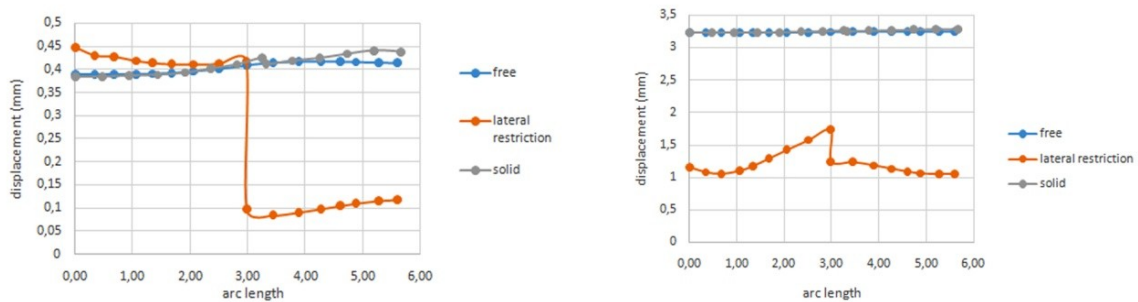 0,5
0,45
0,4
0,35
0,3
0,25
0,2
0,15
0,1
0,05
0
displacement (mm)
0,00 1,00 2,00 3,00 4,00 5,00 6,00
arc length
free
lateral
restriction
solid
3,5
3
2,5
2
1,5
1
0,5
0
displacement (mm)
0,00 1,00 2,00 3,00 4,00 5,00 6,00
arc length
free
lateral restriction
solid